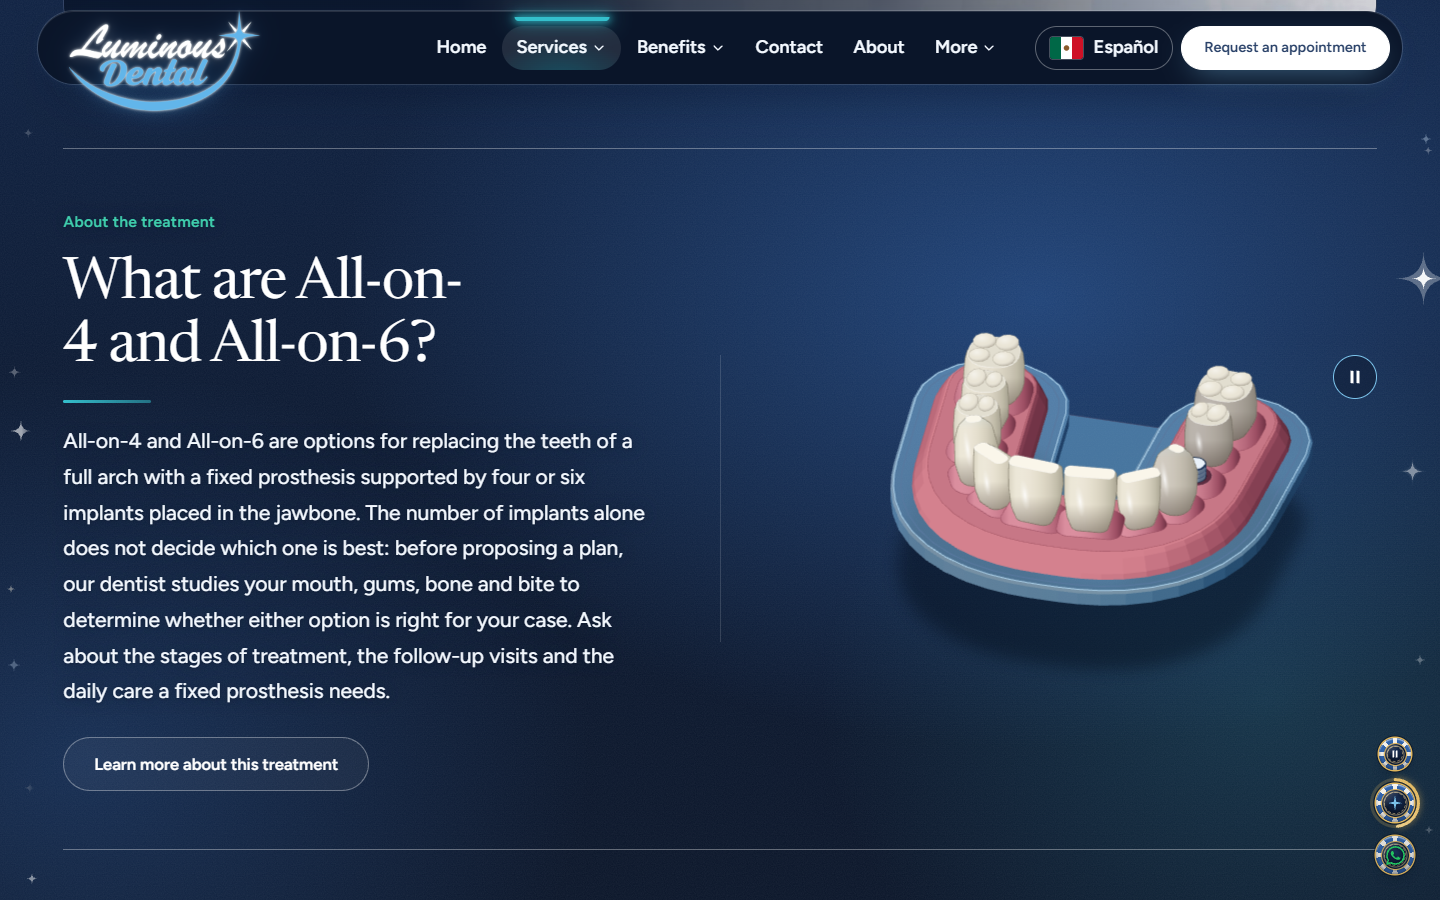 Luminous
Dental
Home
Services
Benefits
Contact
About
More
Español
Request an appointment
About the treatment
What are All-on-
4 and All-on-6?
All-on-4 and All-on-6 are options for replacing the teeth of a
full arch with a fixed prosthesis supported by four or six
implants placed in the jawbone. The number of implants alone
does not decide which one is best: before proposing a plan,
our dentist studies your mouth, gums, bone and bite to
determine whether either option is right for your case. Ask
about the stages of treatment, the follow-up visits and the
daily care a fixed prosthesis needs.
Learn more about this treatment